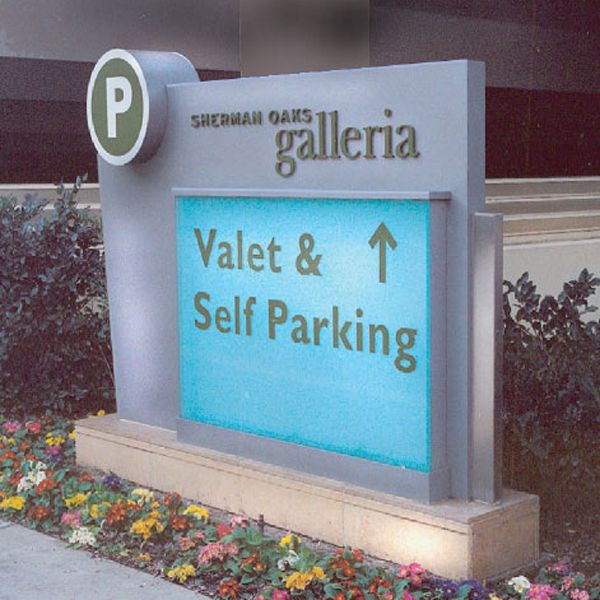 P
SHERMAN OAKS
galleria
Valet & ↑
Self Parking